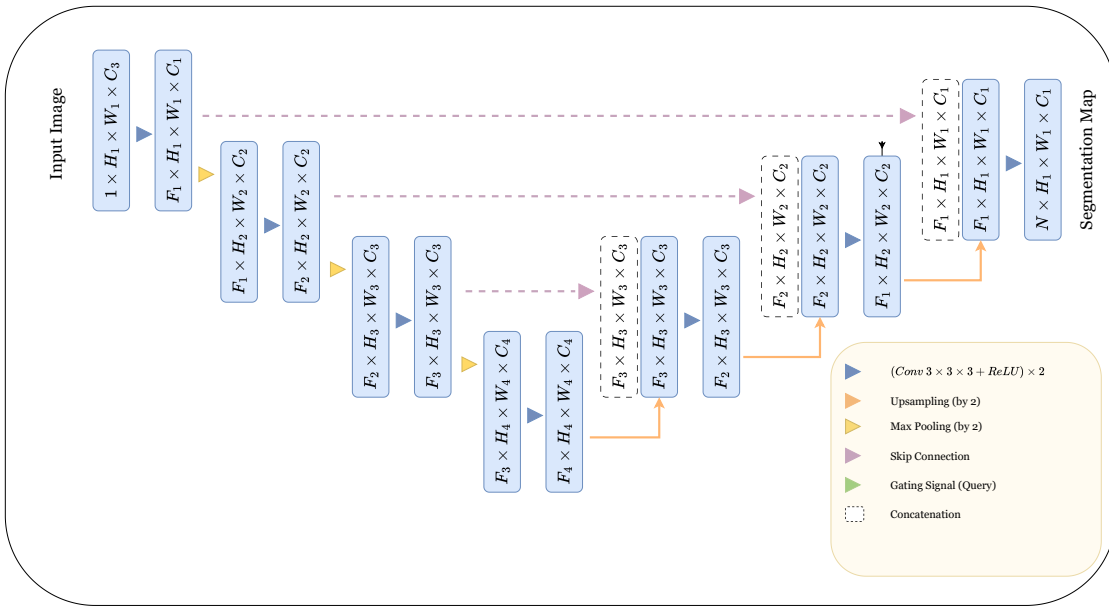 Input Image
1 × H₁ × W₁ × C₃
F₁ × H₁ × W₁ × C₁
F₁ × H₂ × W₂ × C₂
F₂ × H₂ × W₂ × C₂
F₂ × H₃ × W₃ × C₃
F₃ × H₃ × W₃ × C₃
F₃ × H₄ × W₄ × C₄
F₄ × H₄ × W₄ × C₄
F₃ × H₃ × W₃ × C₃
F₃ × H₃ × W₃ × C₃
F₂ × H₃ × W₃ × C₃
F₂ × H₂ × W₂ × C₂
F₂ × H₂ × W₂ × C₂
F₁ × H₂ × W₂ × C₂
F₁ × H₁ × W₁ × C₁
F₁ × H₁ × W₁ × C₁
N × H₁ × W₁ × C₁
Segmentation Map
(Conv 3 × 3 × 3 + ReLU) × 2
Upsampling (by 2)
Max Pooling (by 2)
Skip Connection
Gating Signal (Query)
Concatenation